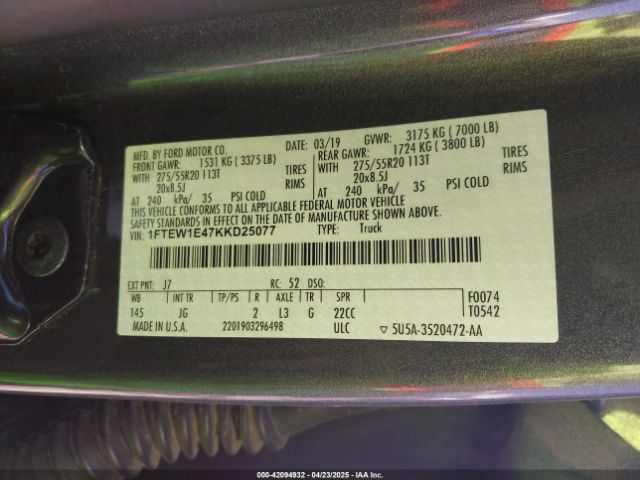 MFD. BY FORD MOTOR CO. DATE: 03/19 GVWR: 3175 KG ( 7000 LB)
FRONT GAWR: 1531 KG ( 3375 LB) REAR GAWR: 1724 KG ( 3800 LB)
WITH 275/55R20 113T TIRES WITH 275/55R20 113T TIRES
20x8.5J RIMS 20x8.5J RIMS
AT 240 kPa/ 35 PSI COLD AT 240 kPa/ 35 PSI COLD
THIS VEHICLE CONFORMS TO ALL APPLICABLE FEDERAL MOTOR VEHICLE
SAFETY STANDARDS IN EFFECT ON THE DATE OF MANUFACTURE SHOWN ABOVE.
VIN: 1FTEW1E47KKD25077 TYPE: Truck
EXT PNT: J7 RC: 52 DSO: F0074
WB INT TR TP/PS R AXLE TR SPR T0542
145 JG 2 L3 G 22CC
MADE IN U.S.A. 2201903296498 ULC ▽ 5U5A-3520472-AA
000-42094932 - 04/23/2025 - Copart, IAA Inc.